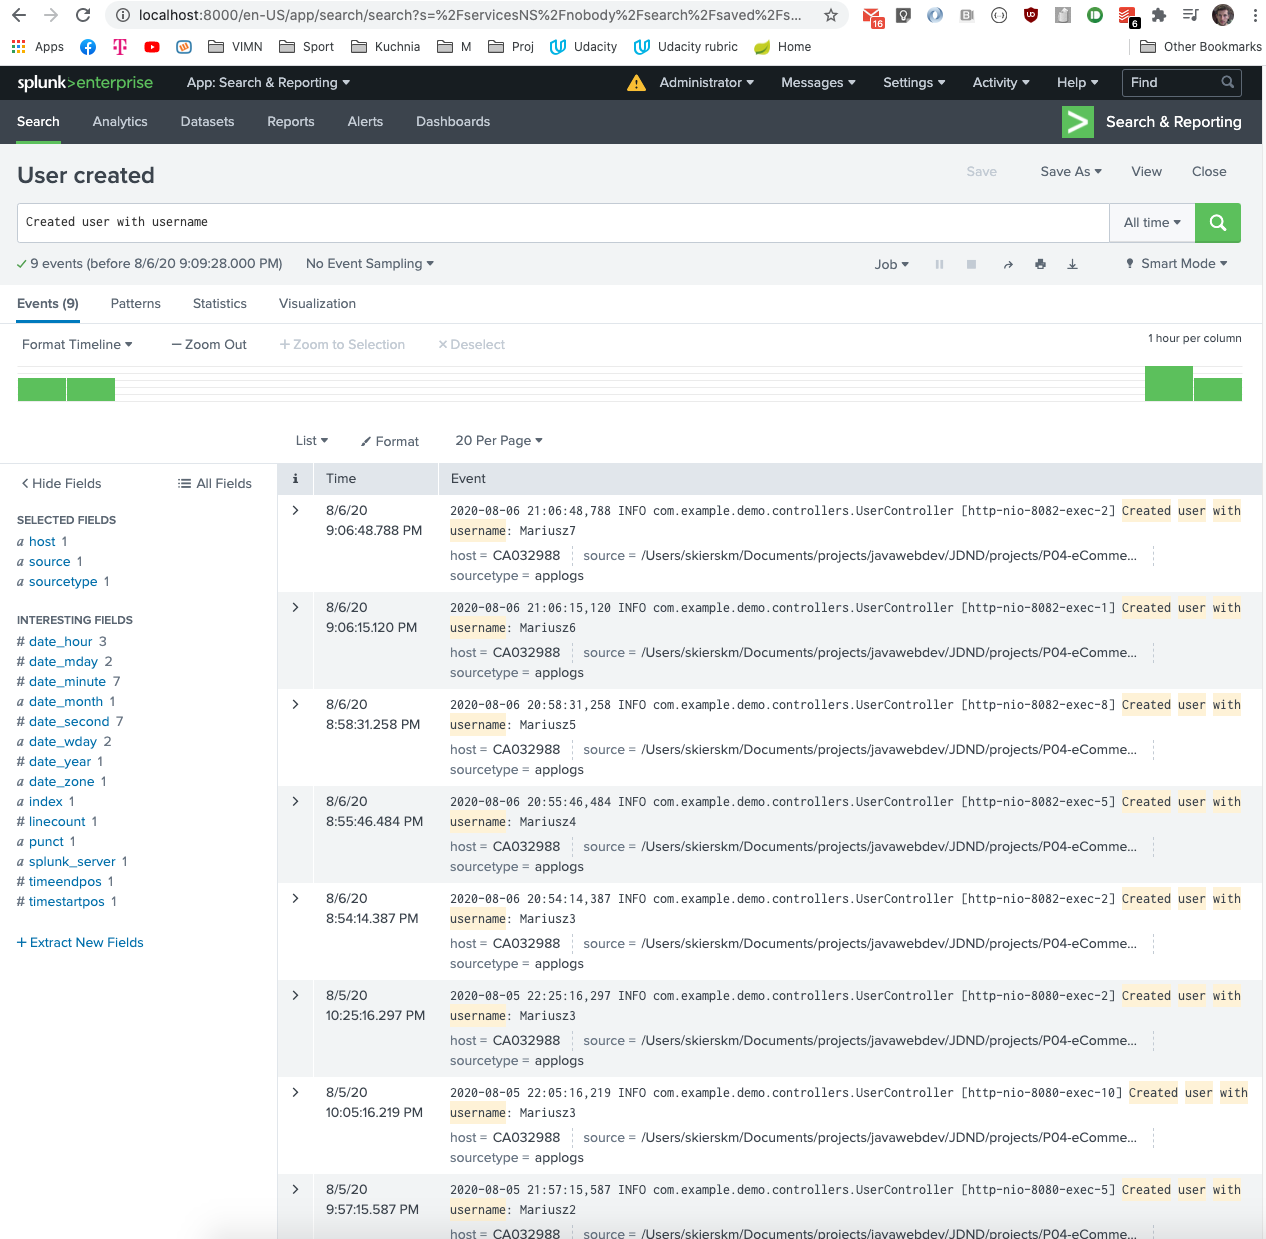 localhost:8000/en-US/app/search/search?s=%2FservicesNS%2Fnobody%2Fsearch%2Fsaved%2Fs...
16
6
Apps
VIMN
Sport
Kuchnia
M
Proj
Udacity
Udacity rubric
Home
Other Bookmarks
splunk>enterprise
App: Search & Reporting
Administrator
Messages
Settings
Activity
Help
Find
Search
Analytics
Datasets
Reports
Alerts
Dashboards
Search & Reporting
User created
Save
Save As
View
Close
Created user with username
All time
9 events (before 8/6/20 9:09:28.000 PM)
No Event Sampling
Job
Smart Mode
Events (9)
Patterns
Statistics
Visualization
Format Timeline
— Zoom Out
+ Zoom to Selection
× Deselect
1 hour per column
List
Format
20 Per Page
< Hide Fields
All Fields
SELECTED FIELDS
a host 1
a source 1
a sourcetype 1
INTERESTING FIELDS
# date_hour 3
# date_mday 2
# date_minute 7
a date_month 1
# date_second 7
a date_wday 2
# date_year 1
a date_zone 1
a index 1
# linecount 1
a punct 1
a splunk_server 1
# timeendpos 1
# timestartpos 1
+ Extract New Fields
i
Time
Event
8/6/20
9:06:48.788 PM
2020-08-06 21:06:48,788 INFO com.example.demo.controllers.UserController [http-nio-8082-exec-2] Created user with
username: Mariusz7
host = CA032988 source = /Users/skierskm/Documents/projects/javawebdev/JDND/projects/P04-eComme...
sourcetype = applogs
8/6/20
9:06:15.120 PM
2020-08-06 21:06:15,120 INFO com.example.demo.controllers.UserController [http-nio-8082-exec-1] Created user with
username: Mariusz6
host = CA032988 source = /Users/skierskm/Documents/projects/javawebdev/JDND/projects/P04-eComme...
sourcetype = applogs
8/6/20
8:58:31.258 PM
2020-08-06 20:58:31,258 INFO com.example.demo.controllers.UserController [http-nio-8082-exec-8] Created user with
username: Mariusz5
host = CA032988 source = /Users/skierskm/Documents/projects/javawebdev/JDND/projects/P04-eComme...
sourcetype = applogs
8/6/20
8:55:46.484 PM
2020-08-06 20:55:46,484 INFO com.example.demo.controllers.UserController [http-nio-8082-exec-5] Created user with
username: Mariusz4
host = CA032988 source = /Users/skierskm/Documents/projects/javawebdev/JDND/projects/P04-eComme...
sourcetype = applogs
8/6/20
8:54:14.387 PM
2020-08-06 20:54:14,387 INFO com.example.demo.controllers.UserController [http-nio-8082-exec-2] Created user with
username: Mariusz3
host = CA032988 source = /Users/skierskm/Documents/projects/javawebdev/JDND/projects/P04-eComme...
sourcetype = applogs
8/5/20
10:25:16.297 PM
2020-08-05 22:25:16,297 INFO com.example.demo.controllers.UserController [http-nio-8080-exec-2] Created user with
username: Mariusz3
host = CA032988 source = /Users/skierskm/Documents/projects/javawebdev/JDND/projects/P04-eComme...
sourcetype = applogs
8/5/20
10:05:16.219 PM
2020-08-05 22:05:16,219 INFO com.example.demo.controllers.UserController [http-nio-8080-exec-10] Created user with
username: Mariusz3
host = CA032988 source = /Users/skierskm/Documents/projects/javawebdev/JDND/projects/P04-eComme...
sourcetype = applogs
8/5/20
9:57:15.587 PM
2020-08-05 21:57:15,587 INFO com.example.demo.controllers.UserController [http-nio-8080-exec-5] Created user with
username: Mariusz2
host = CA032988 source = /Users/skierskm/Documents/projects/javawebdev/JDND/projects/P04-eComme...